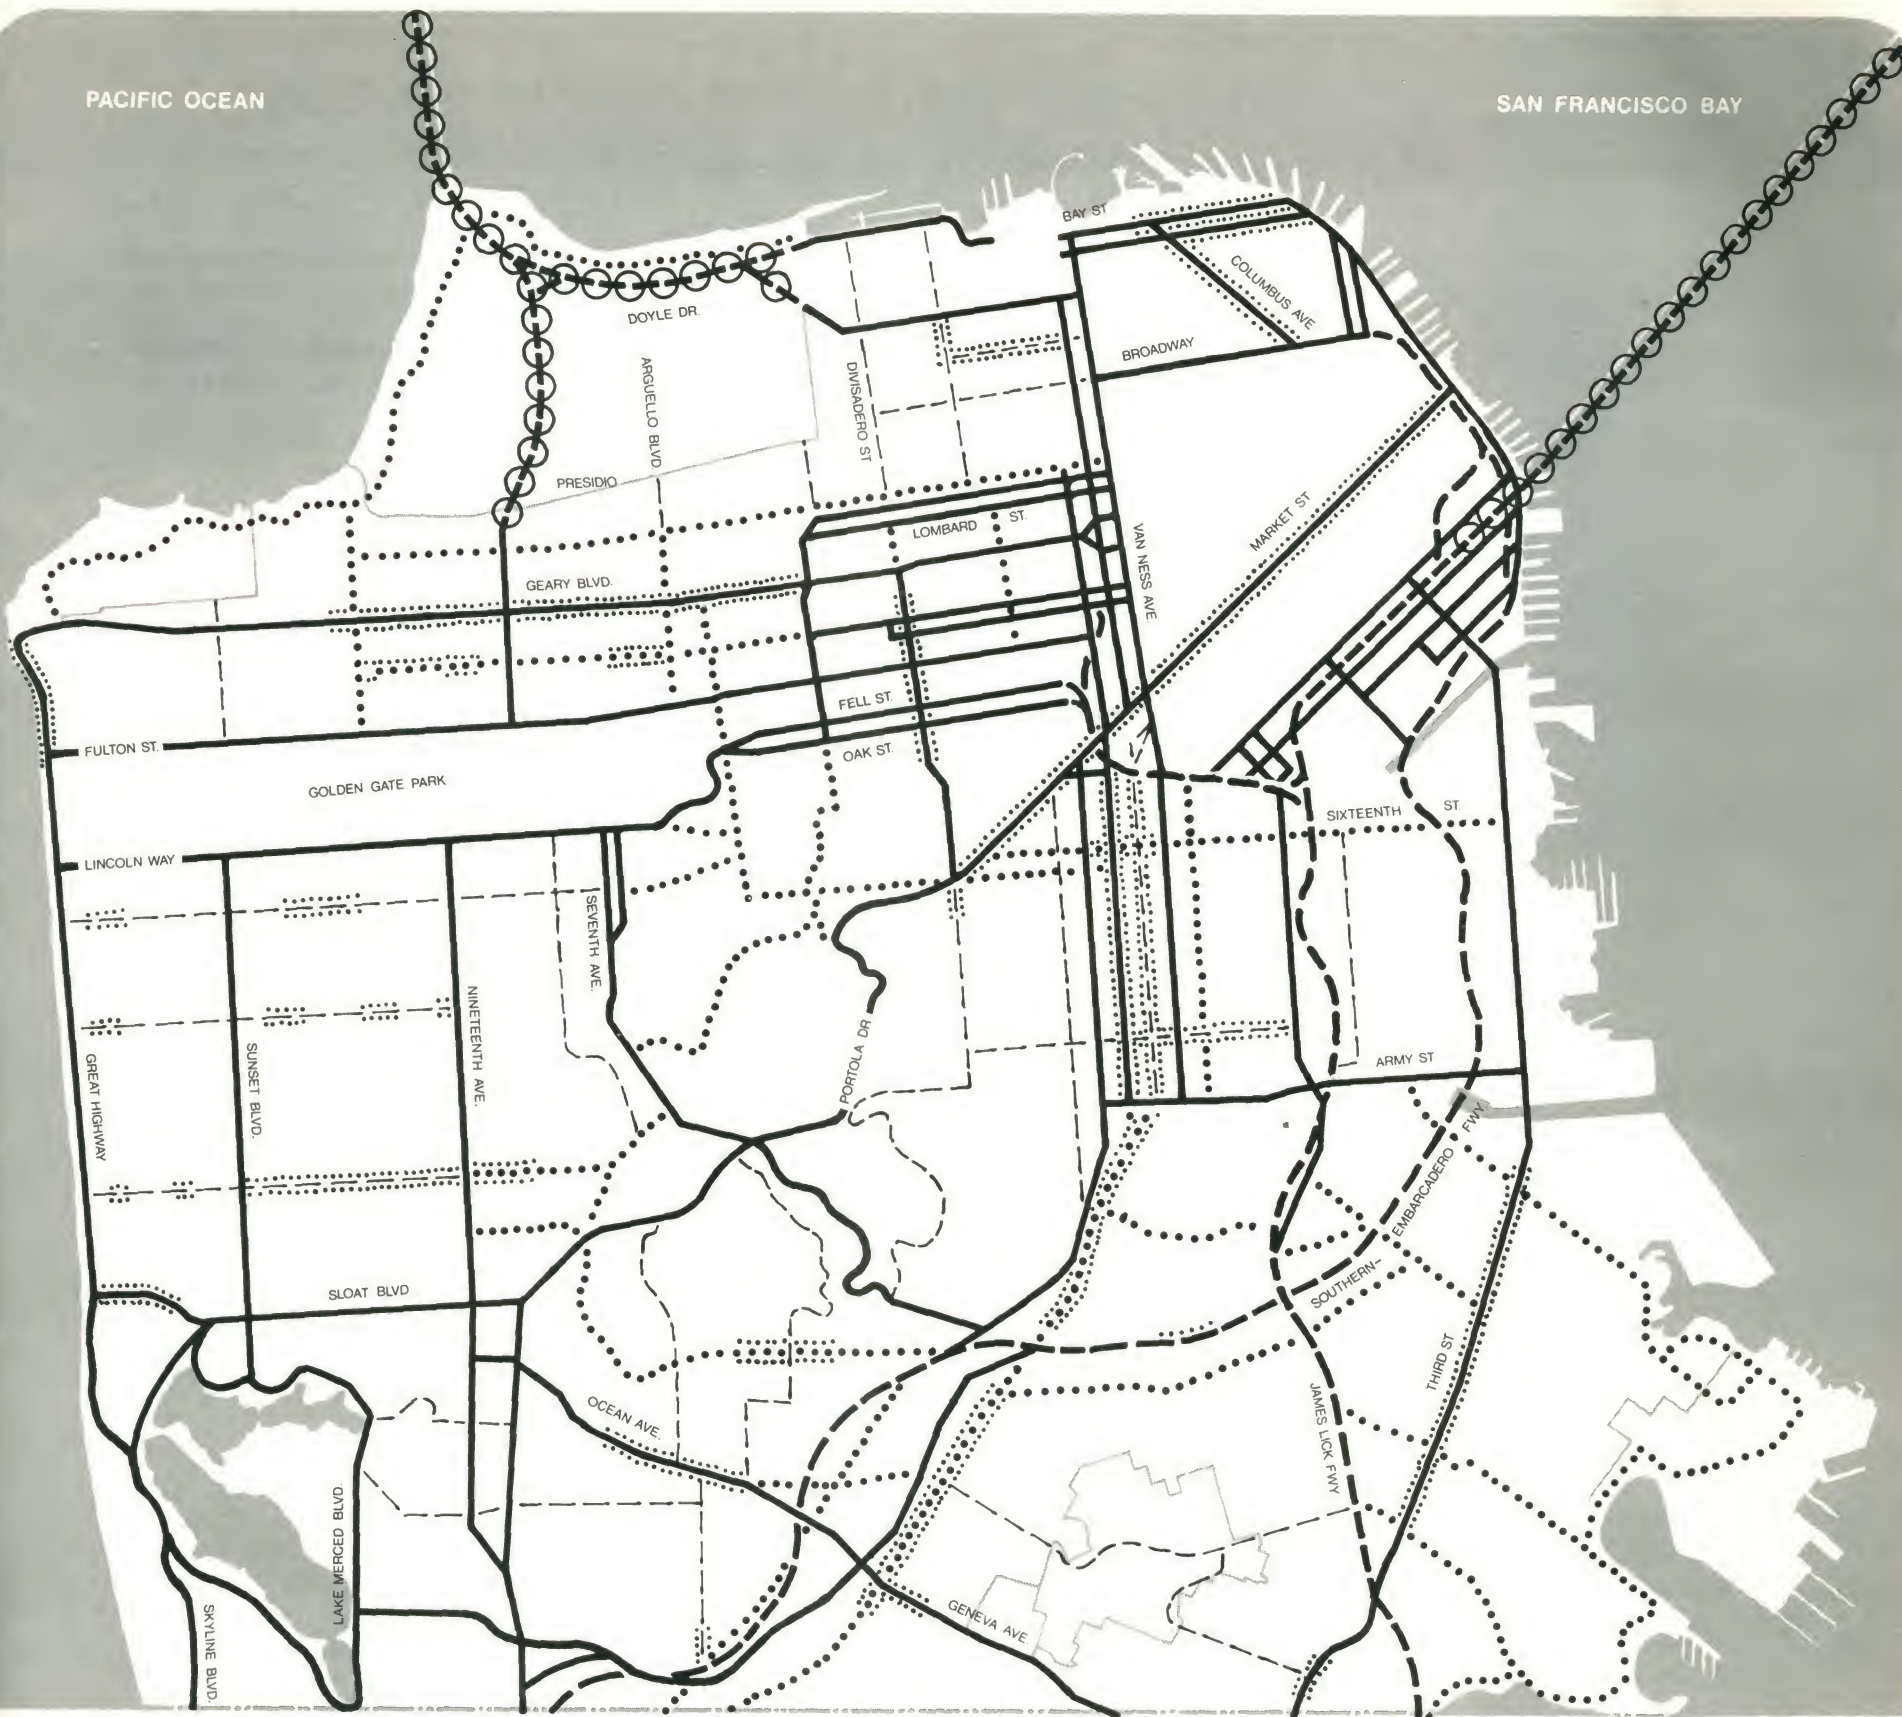 PACIFIC OCEAN
SAN FRANCISCO BAY
BAY ST
COLUMBUS AVE
DOYLE DR.
BROADWAY
ARGUELLO BLVD.
DIVISADERO ST
PRESIDIO
LOMBARD ST.
MARKET ST
VAN NESS AVE
GEARY BLVD.
FELL ST.
FULTON ST.
OAK ST.
GOLDEN GATE PARK
SIXTEENTH ST.
LINCOLN WAY
SEVENTH AVE.
NINETEENTH AVE.
PORTOLA DR
GREAT HIGHWAY
SUNSET BLVD.
ARMY ST
SOUTHERN-EMBARCADERO FWY.
SLOAT BLVD
THIRD ST
JAMES LICK FWY
OCEAN AVE.
LAKE MERCED BLVD.
GENEVA AVE.
SKYLINE BLVD.